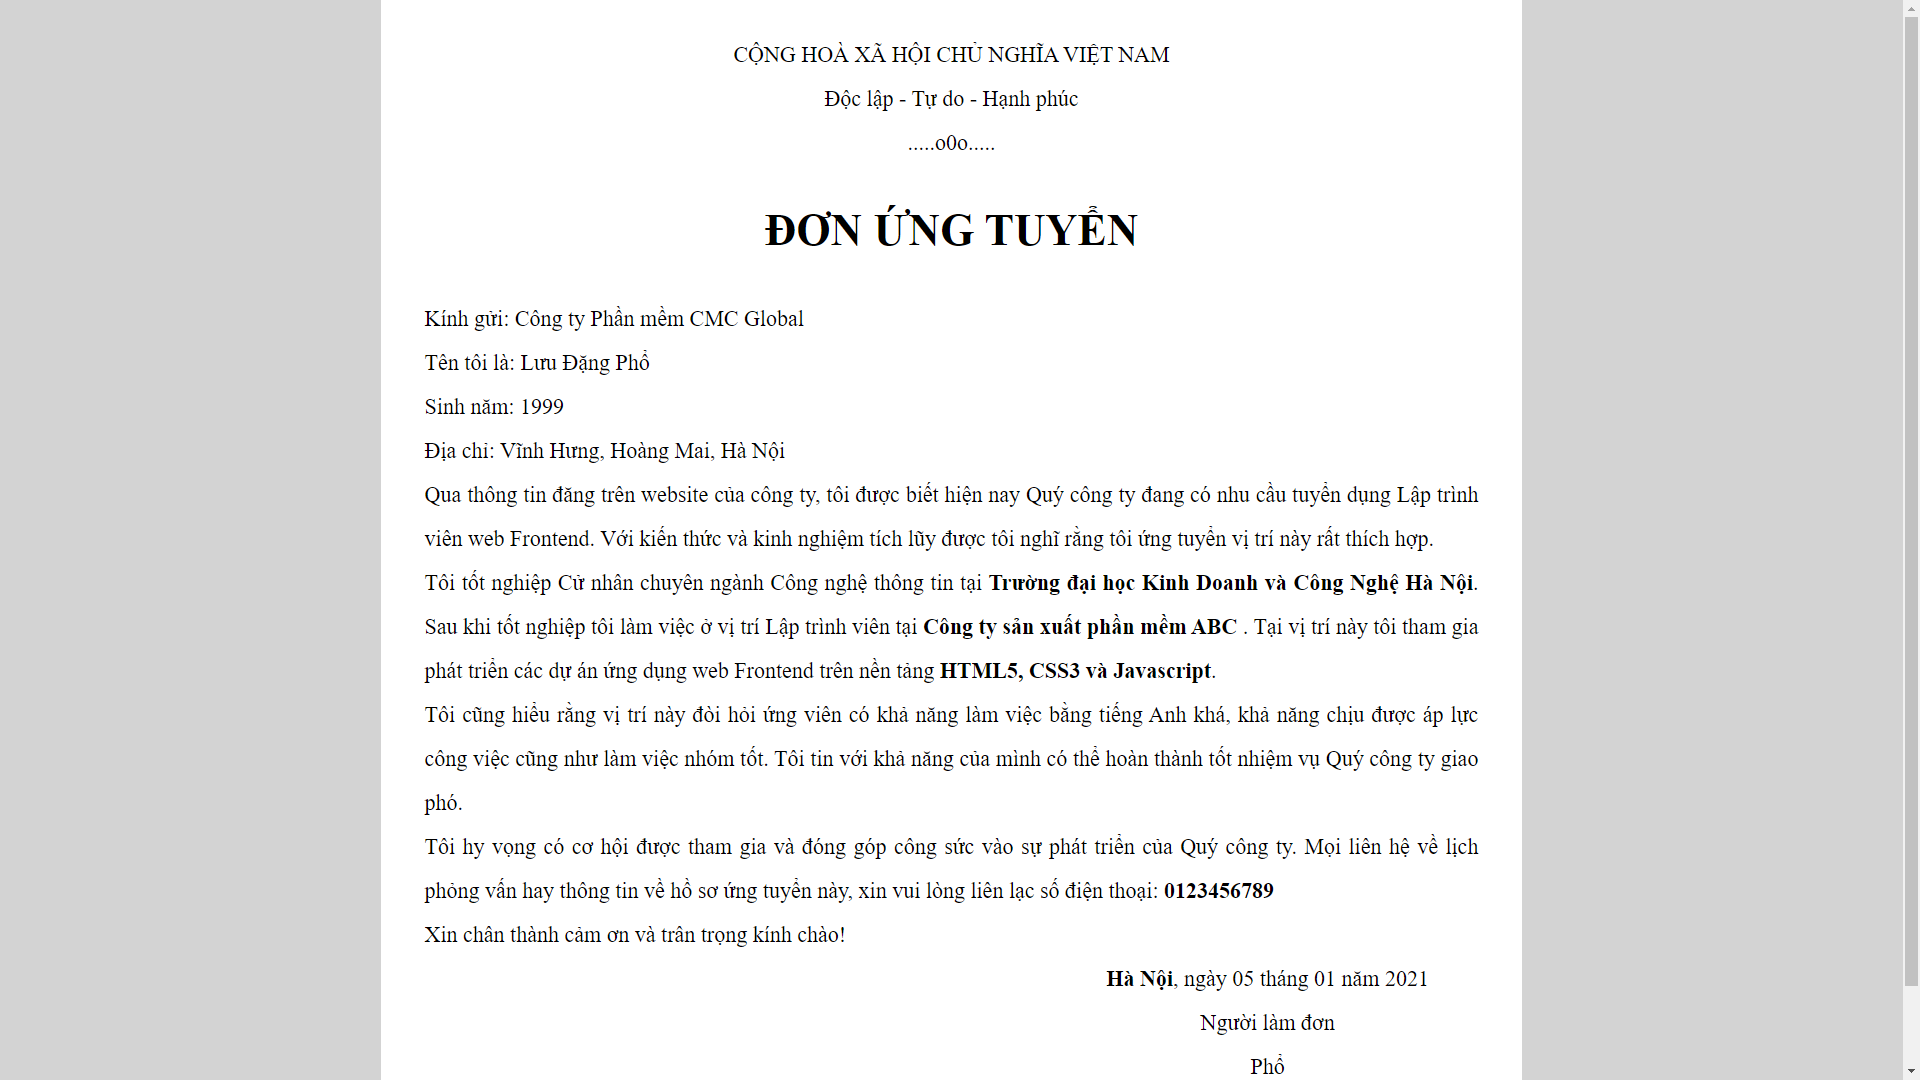 CỘNG HOÀ XÃ HỘI CHỦ NGHĨA VIỆT NAM
Độc lập - Tự do - Hạnh phúc
.....o0o.....
ĐƠN ỨNG TUYỂN
Kính gửi: Công ty Phần mềm CMC Global
Tên tôi là: Lưu Đặng Phổ
Sinh năm: 1999
Địa chỉ: Vĩnh Hưng, Hoàng Mai, Hà Nội
Qua thông tin đăng trên website của công ty, tôi được biết hiện nay Quý công ty đang có nhu cầu tuyển dụng Lập trình
viên web Frontend. Với kiến thức và kinh nghiệm tích lũy được tôi nghĩ rằng tôi ứng tuyển vị trí này rất thích hợp.
Tôi tốt nghiệp Cử nhân chuyên ngành Công nghệ thông tin tại Trường đại học Kinh Doanh và Công Nghệ Hà Nội.
Sau khi tốt nghiệp tôi làm việc ở vị trí Lập trình viên tại Công ty sản xuất phần mềm ABC . Tại vị trí này tôi tham gia
phát triển các dự án ứng dụng web Frontend trên nền tảng HTML5, CSS3 và Javascript.
Tôi cũng hiểu rằng vị trí này đòi hỏi ứng viên có khả năng làm việc bằng tiếng Anh khá, khả năng chịu được áp lực
công việc cũng như làm việc nhóm tốt. Tôi tin với khả năng của mình có thể hoàn thành tốt nhiệm vụ Quý công ty giao
phó.
Tôi hy vọng có cơ hội được tham gia và đóng góp công sức vào sự phát triển của Quý công ty. Mọi liên hệ về lịch
phỏng vấn hay thông tin về hồ sơ ứng tuyển này, xin vui lòng liên lạc số điện thoại: 0123456789
Xin chân thành cảm ơn và trân trọng kính chào!
Hà Nội, ngày 05 tháng 01 năm 2021
Người làm đơn
Phổ